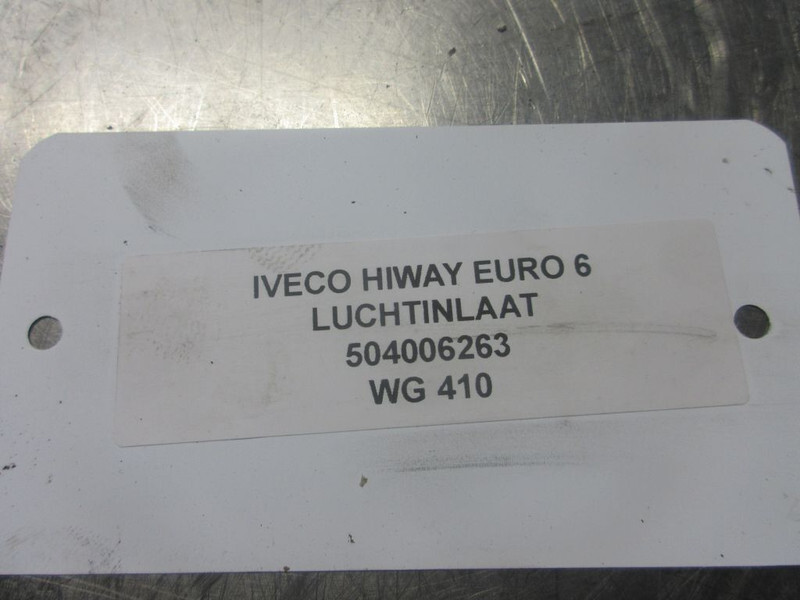 IVECO HIWAY EURO 6
LUCHTINLAAT
504006263
WG 410